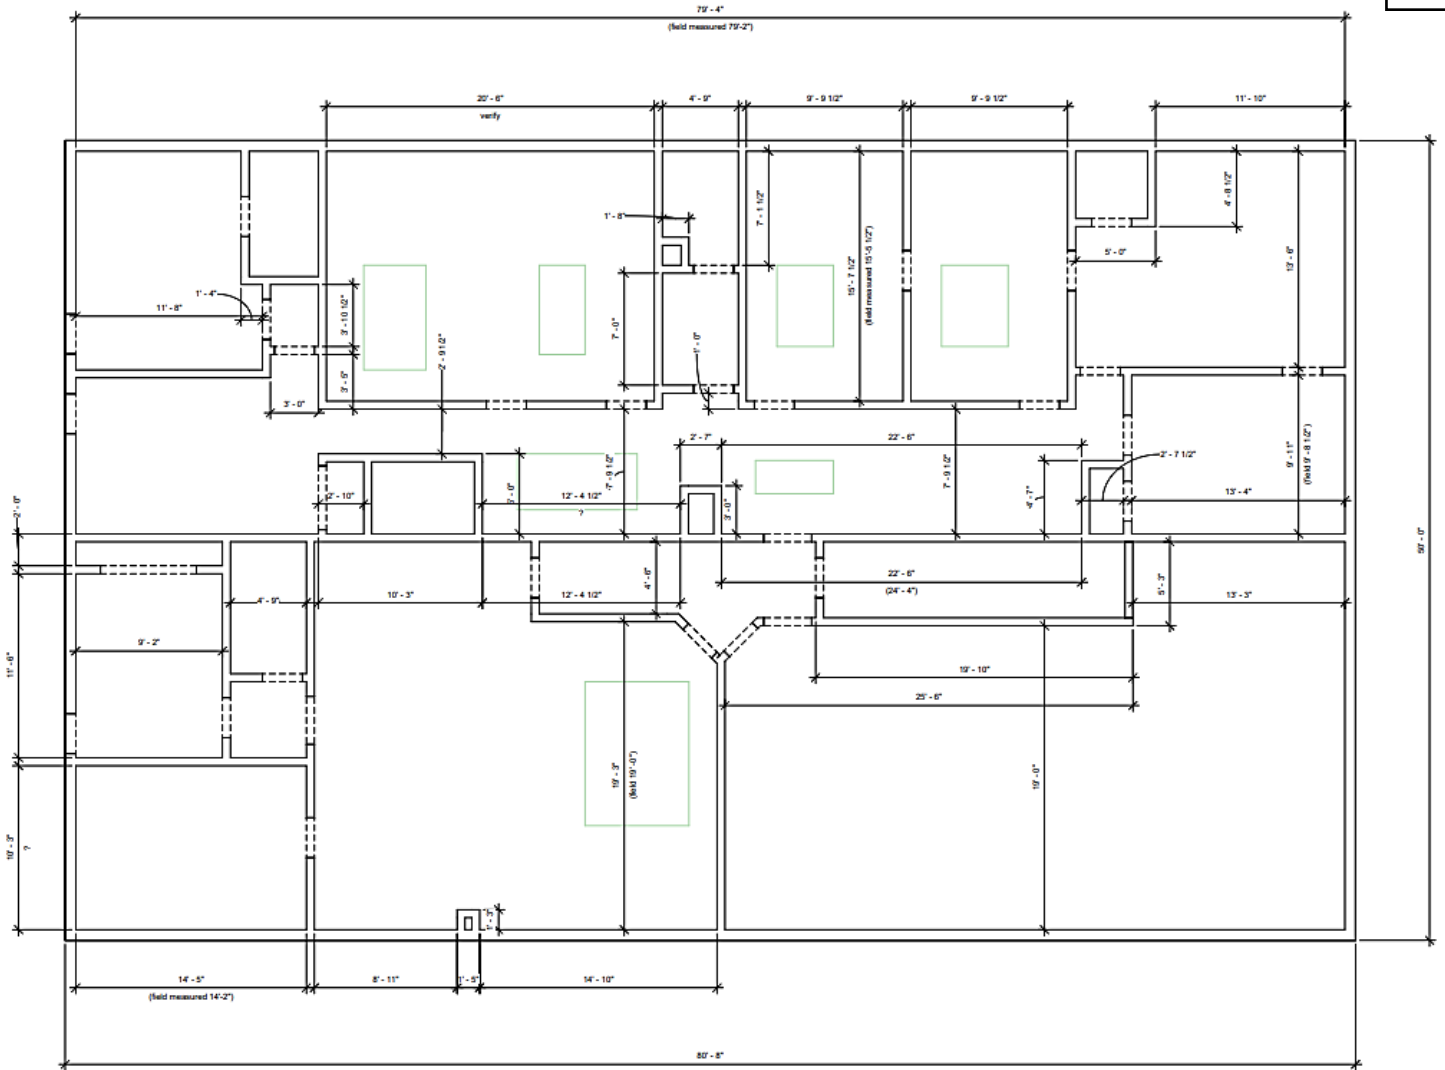 79' - 4"
(field measured 79'-2")
20' - 6"
verify
4' - 9"
9' - 9 1/2"
9' - 9 1/2"
11' - 10"
1' - 8"
7' - 1 1/2"
15' - 7 1/2"
(field measured 15'-5 1/2")
4' - 8 1/2"
13' - 6"
5' - 0"
1' - 4"
11' - 8"
3' - 10 1/2"
7' - 0"
1' - 0"
2' - 9 1/2"
3' - 5"
3' - 0"
2' - 7"
22' - 6"
2' - 7 1/2"
9' - 11"
(field 9'-8 1/2")
7' - 9 1/2"
7' - 9 1/2"
2' - 10"
5' - 0"
12' - 4 1/2"
?
3' - 0"
4' - 7"
13' - 4"
2' - 0"
50' - 0"
4' - 9"
10' - 3"
12' - 4 1/2"
4' - 6"
22' - 6"
(24' - 4")
5' - 3"
13' - 3"
9' - 2"
11' - 6"
19' - 10"
25' - 6"
19' - 3"
(field 19'-0")
19' - 0"
10' - 3"
?
1' - 3"
14' - 5"
(field measured 14'-2")
8' - 11"
1' - 5"
14' - 10"
80' - 8"